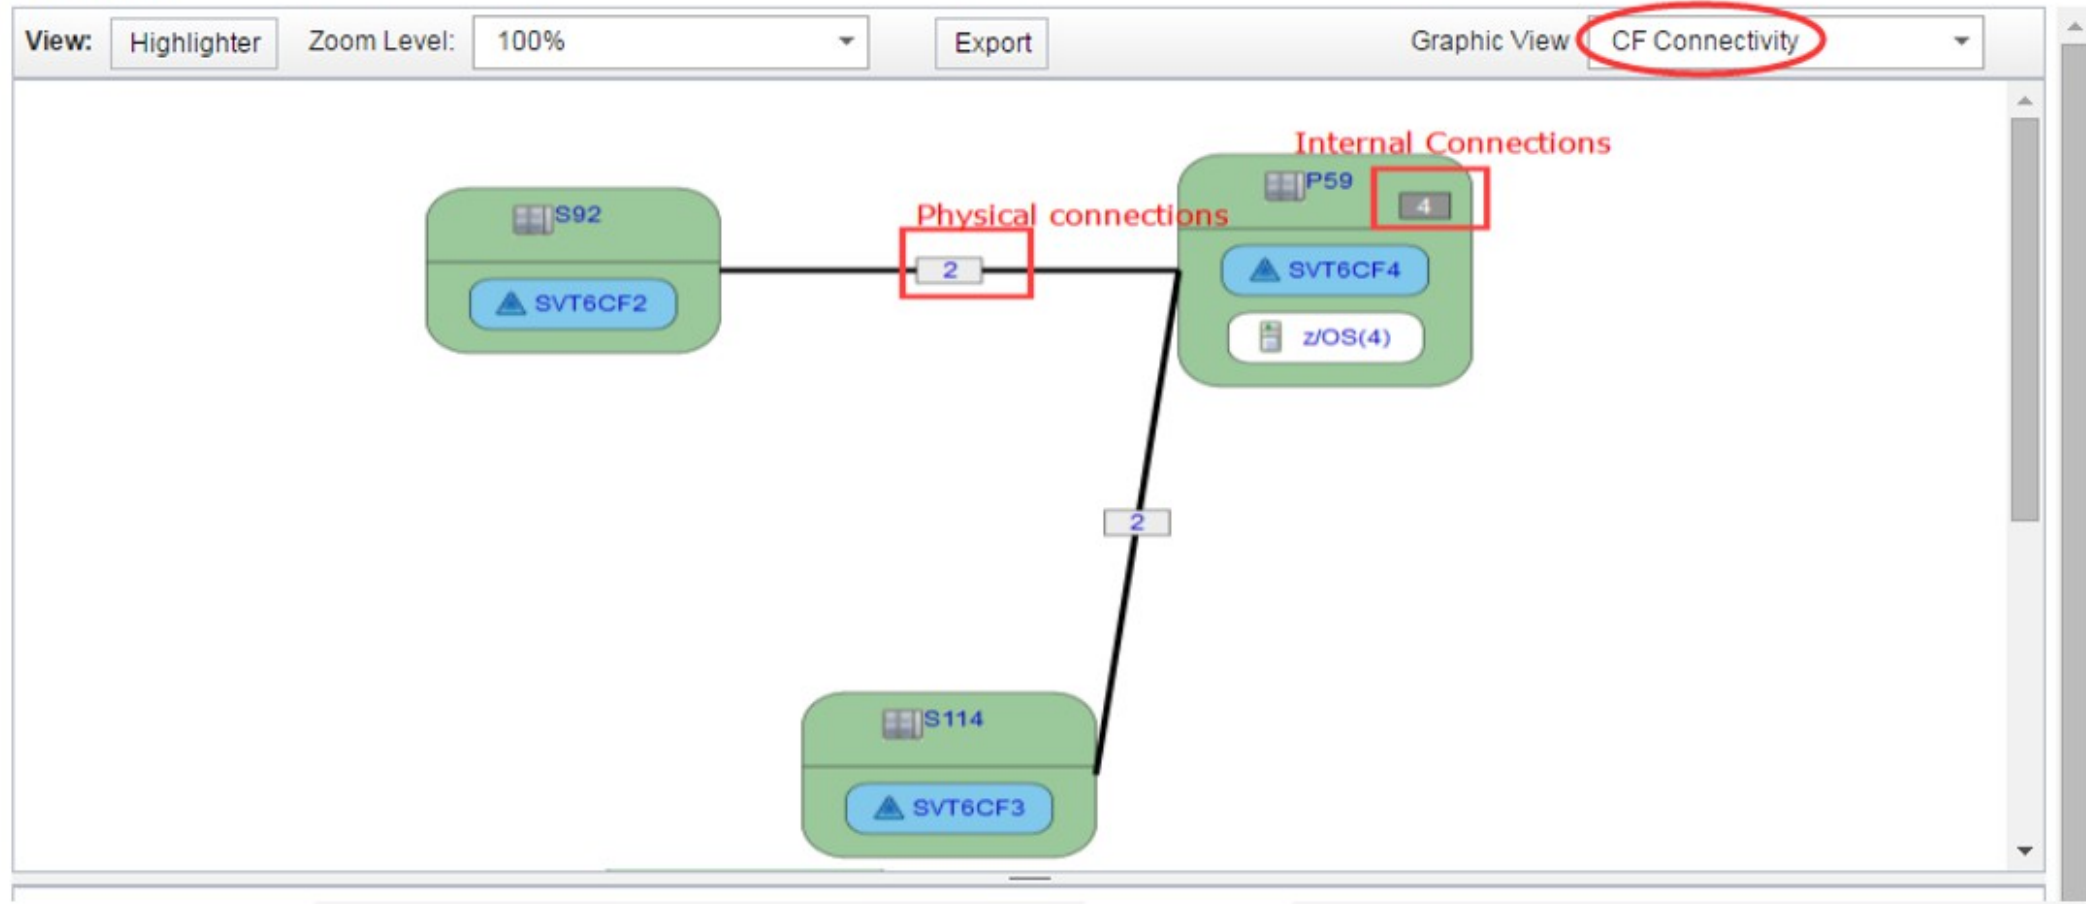 View: Highlighter Zoom Level: 100% Export Graphic View CF Connectivity
Internal Connections
P59
4
S92
Physical connections
2
SVT6CF4
SVT6CF2
z/OS(4)
2
S114
SVT6CF3